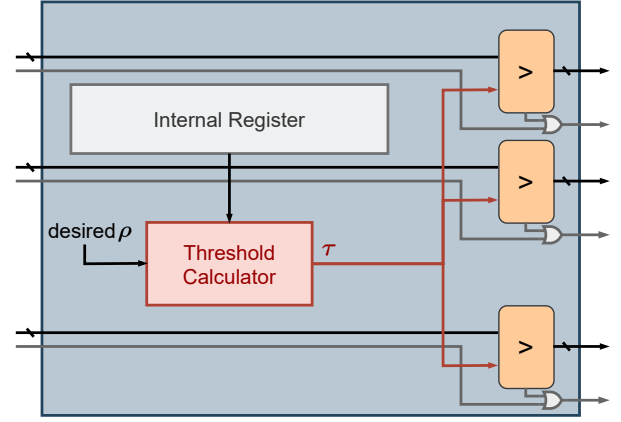 >
Internal Register
>
desired ρ
Threshold
Calculator
τ
>